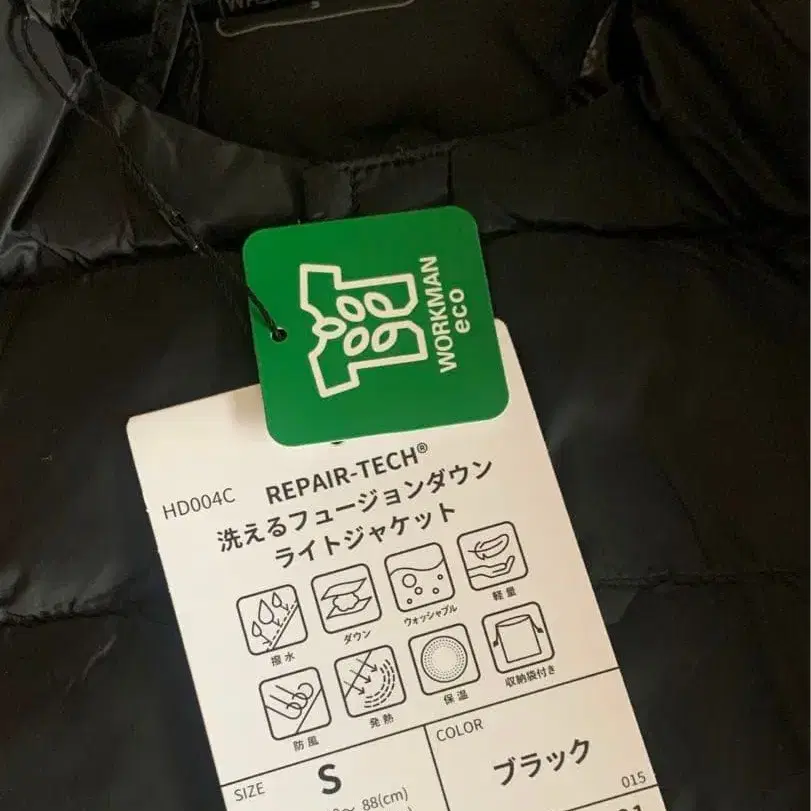 WORKMAN
eco
HD004C
REPAIR-TECH®
洗えるフュージョンダウン
ライトジャケット
撥水
ダウン
ウォッシャブル
軽量
防風
発熱
保温
収納袋付き
SIZE
S
88(cm)
COLOR
ブラック
015